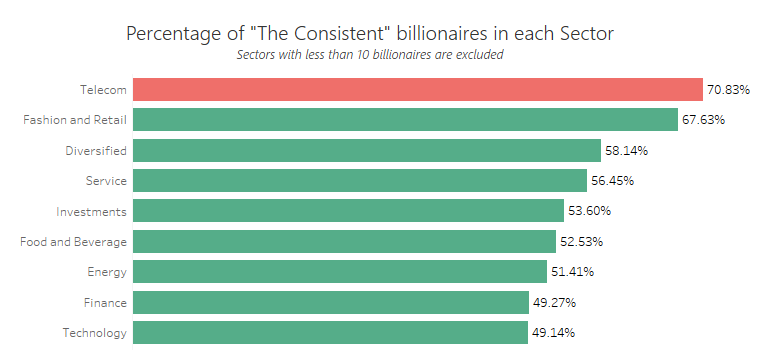 Percentage of "The Consistent" billionaires in each Sector
Sectors with less than 10 billionaires are excluded
Telecom 70.83%
Fashion and Retail 67.63%
Diversified 58.14%
Service 56.45%
Investments 53.60%
Food and Beverage 52.53%
Energy 51.41%
Finance 49.27%
Technology 49.14%